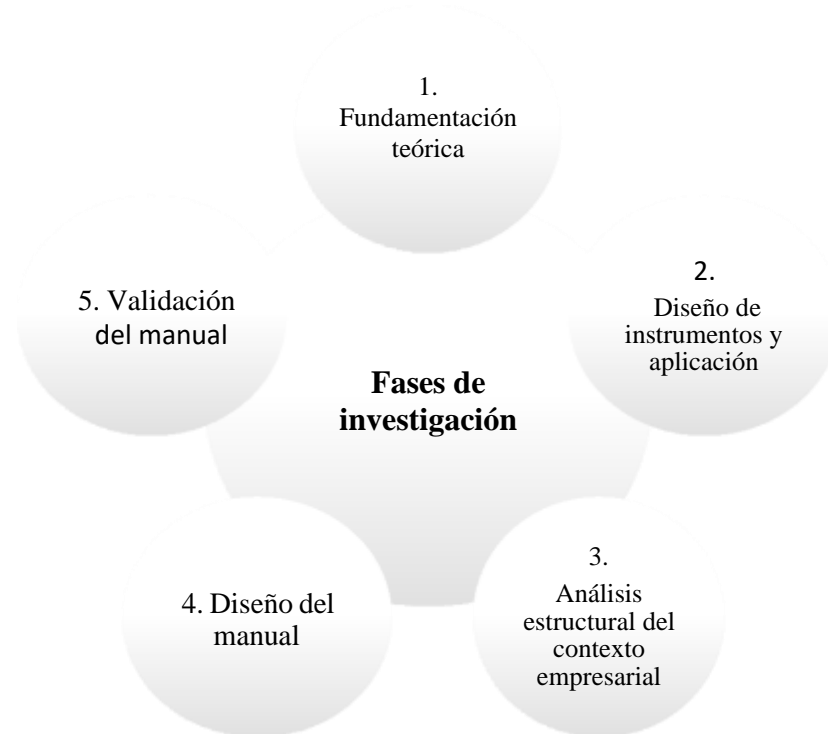 1.
Fundamentación
teórica
2.
Diseño de
instrumentos y
aplicación
3.
Análisis
estructural del
contexto
empresarial
4. Diseño del
manual
5. Validación
del manual
Fases de
investigación